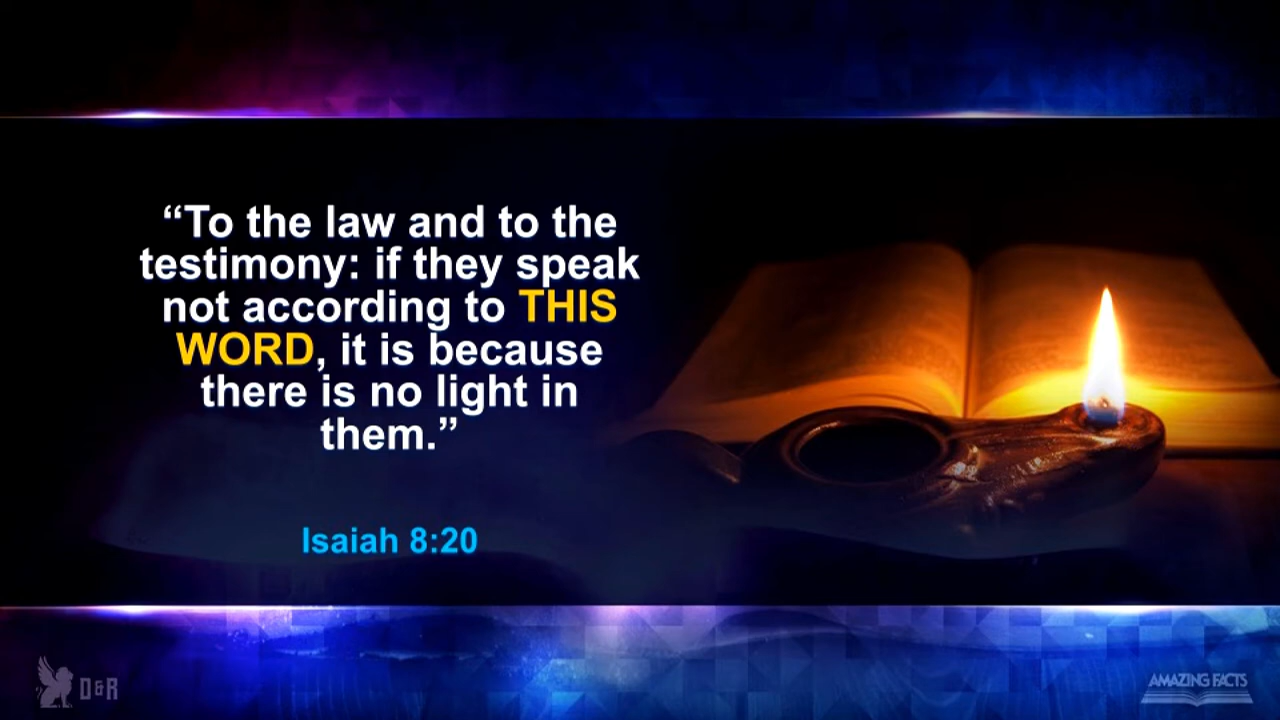 “To the law and to the
testimony: if they speak
not according to THIS
WORD, it is because
there is no light in
them.”
Isaiah 8:20
D&R
AMAZING FACTS